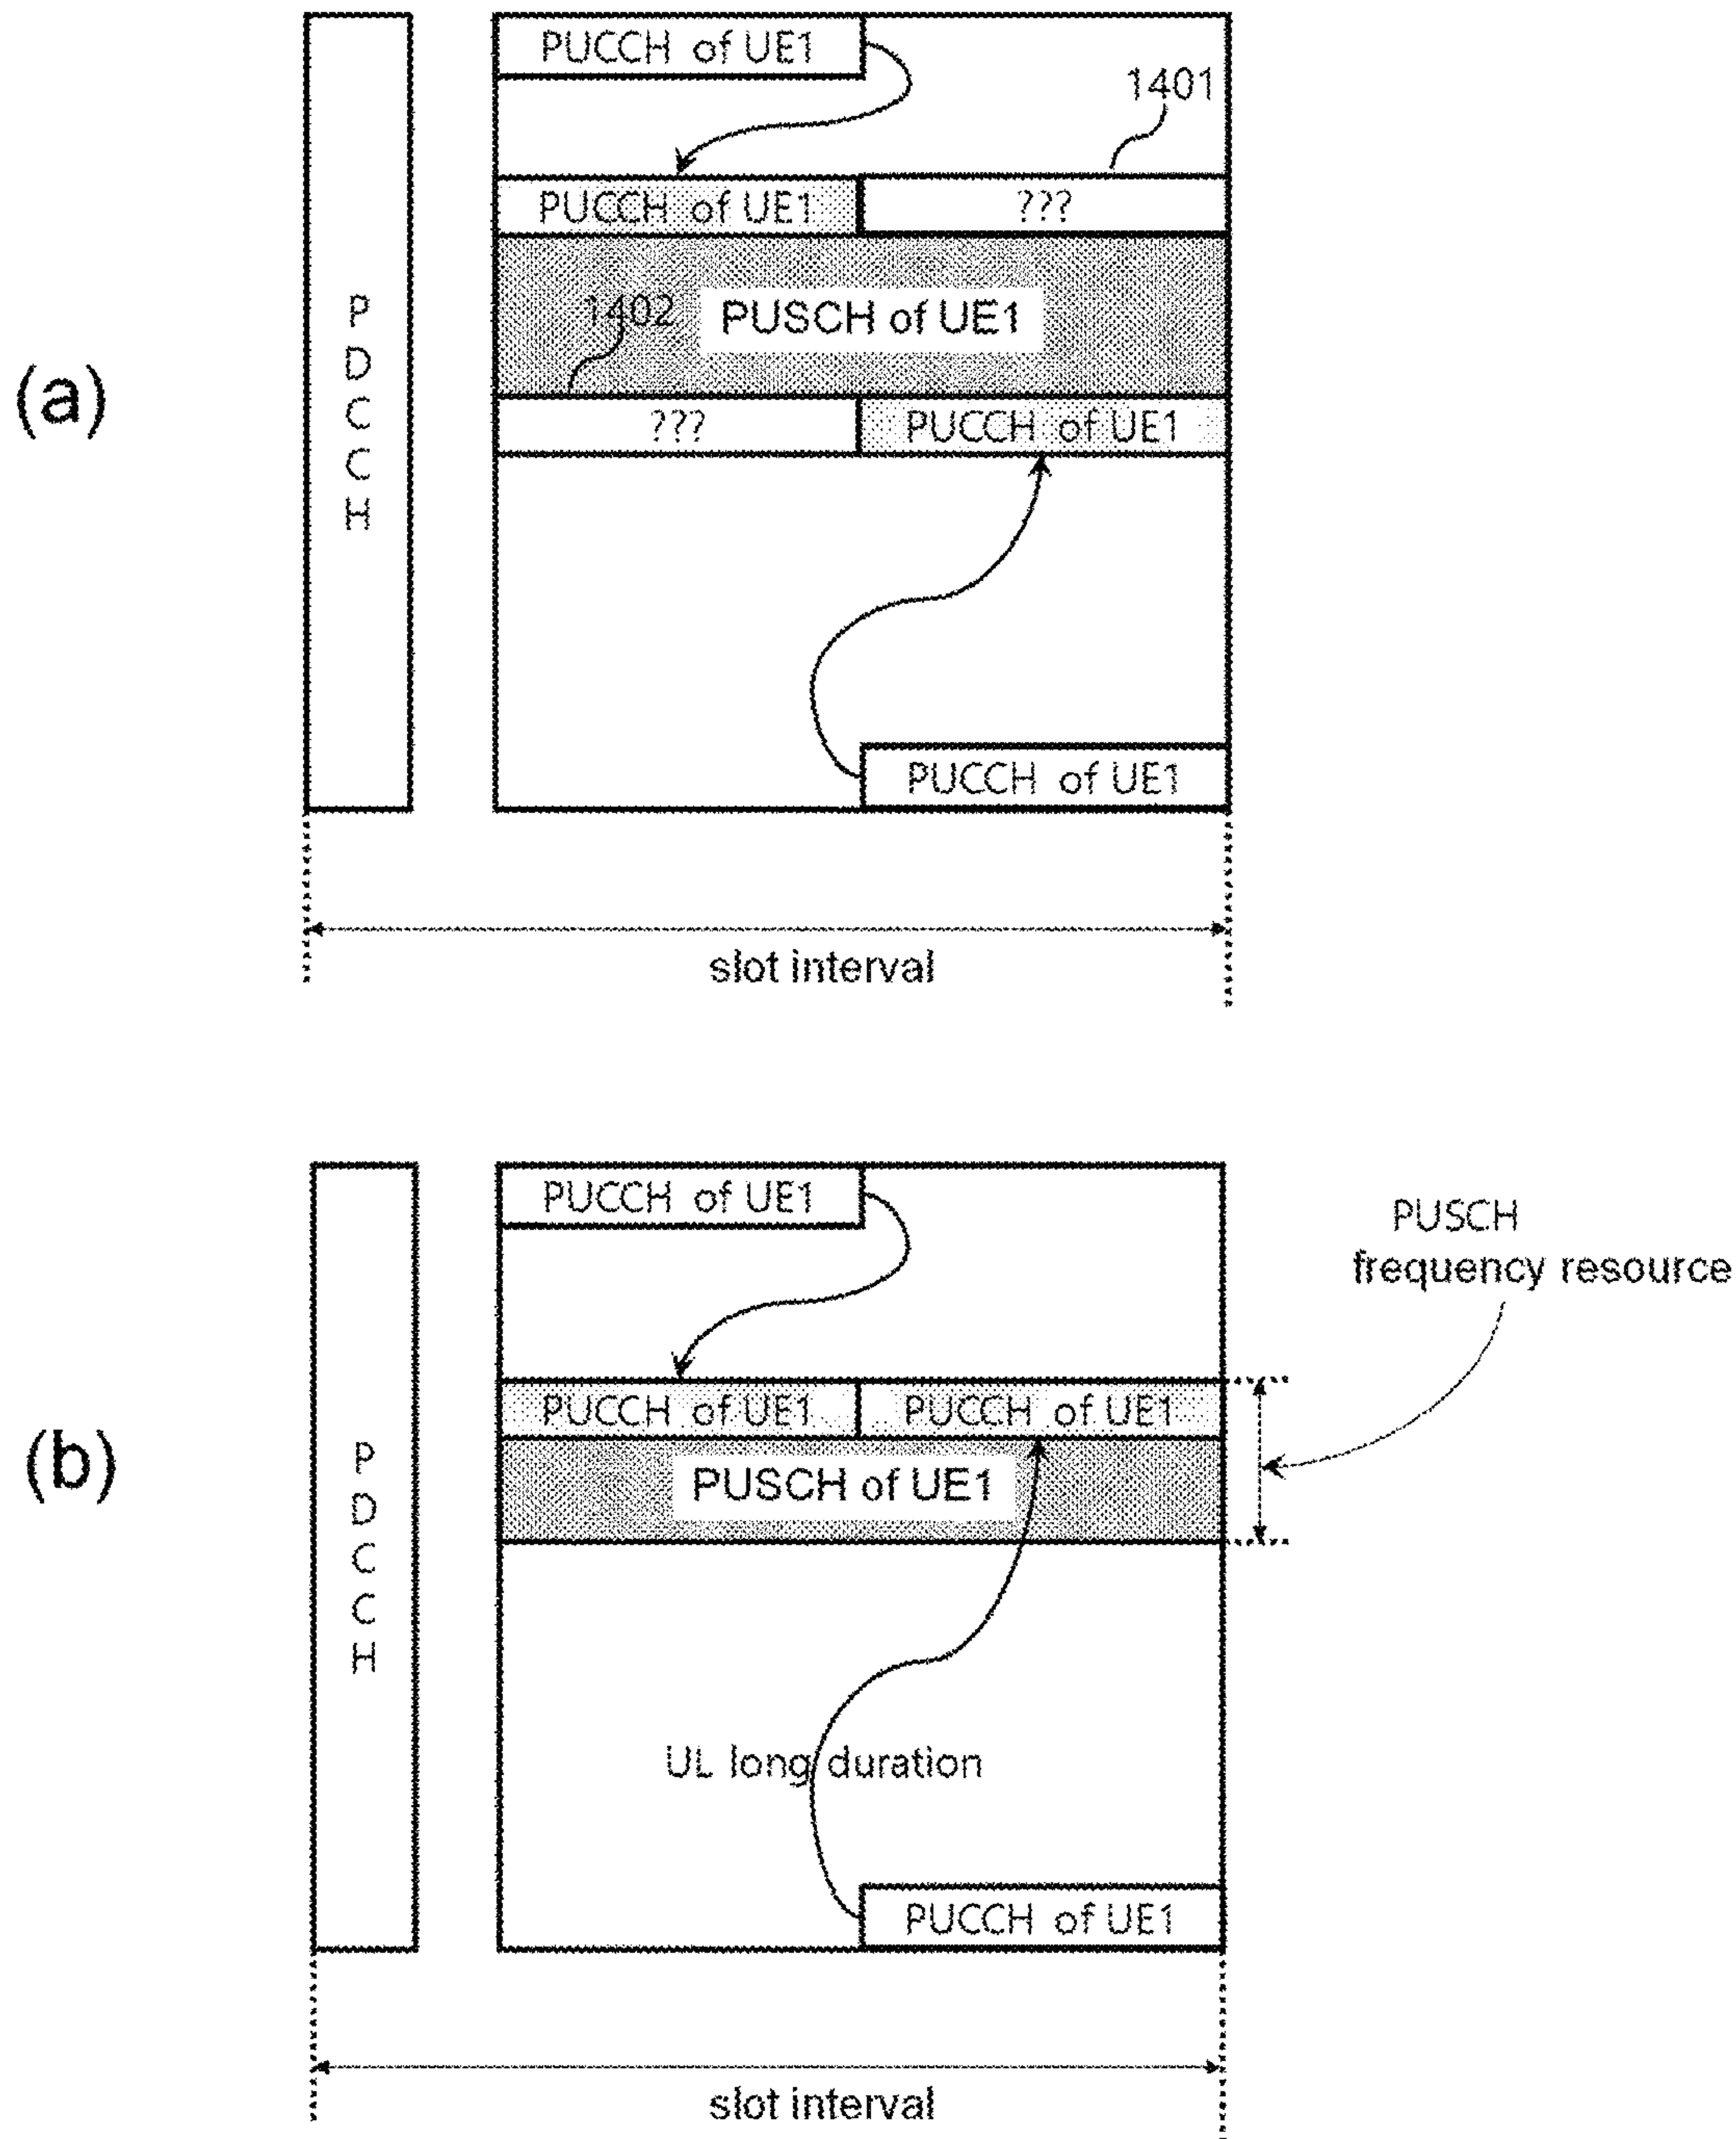 PUCCH of UE1
1401
PUCCH of UE1
???
1402
PUSCH of UE1
PDCCH
(a)
???
PUCCH of UE1
PUCCH of UE1
slot interval
PUCCH of UE1
PUSCH
frequency resource
PUCCH of UE1
PUCCH of UE1
PUSCH of UE1
(b)
PDCCH
UL long duration
PUCCH of UE1
slot interval